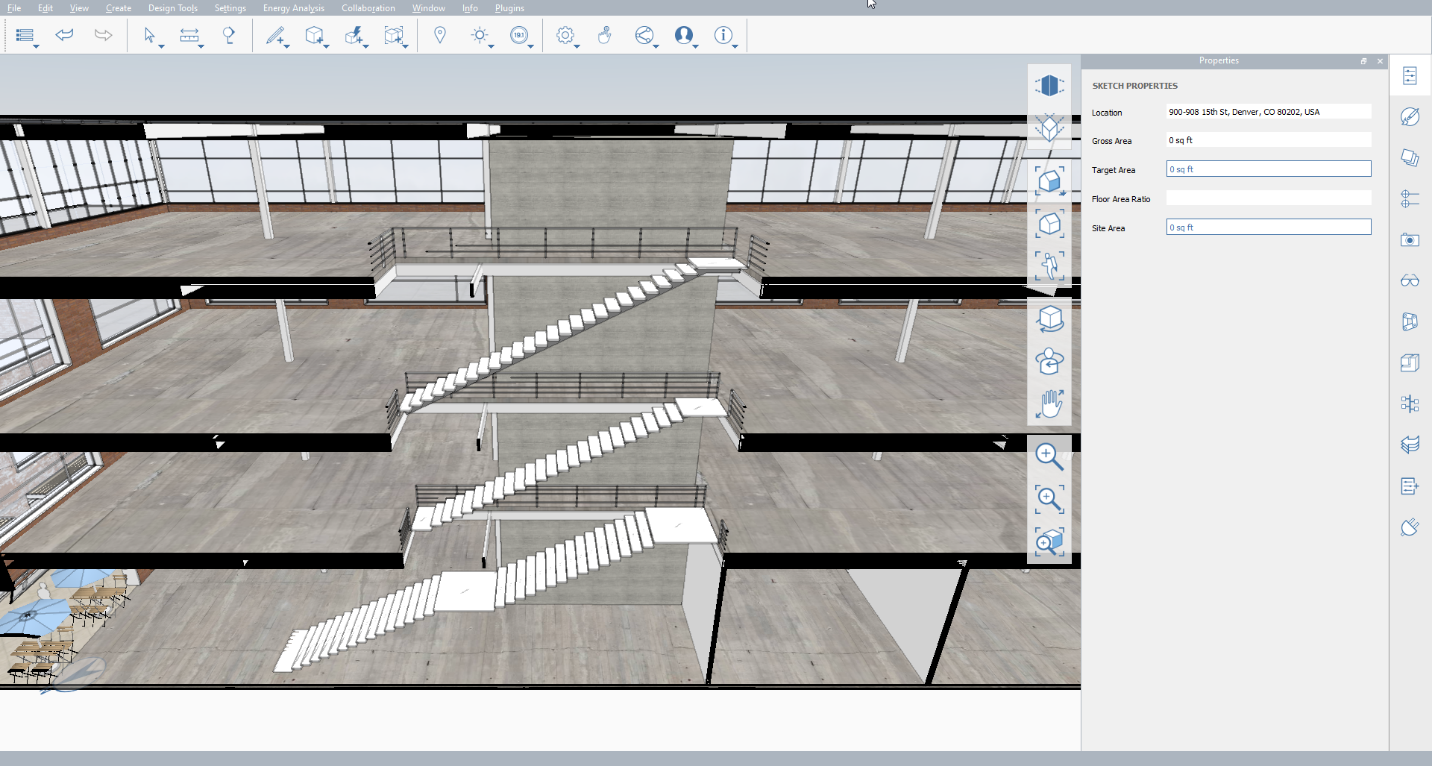 File Edit View Create Design Tools Settings Energy Analysis Collaboration Window Info Plugins
Properties
SKETCH PROPERTIES
Location 900-908 15th St, Denver, CO 80202, USA
Gross Area 0 sq ft
Target Area 0 sq ft
Floor Area Ratio
Site Area 0 sq ft